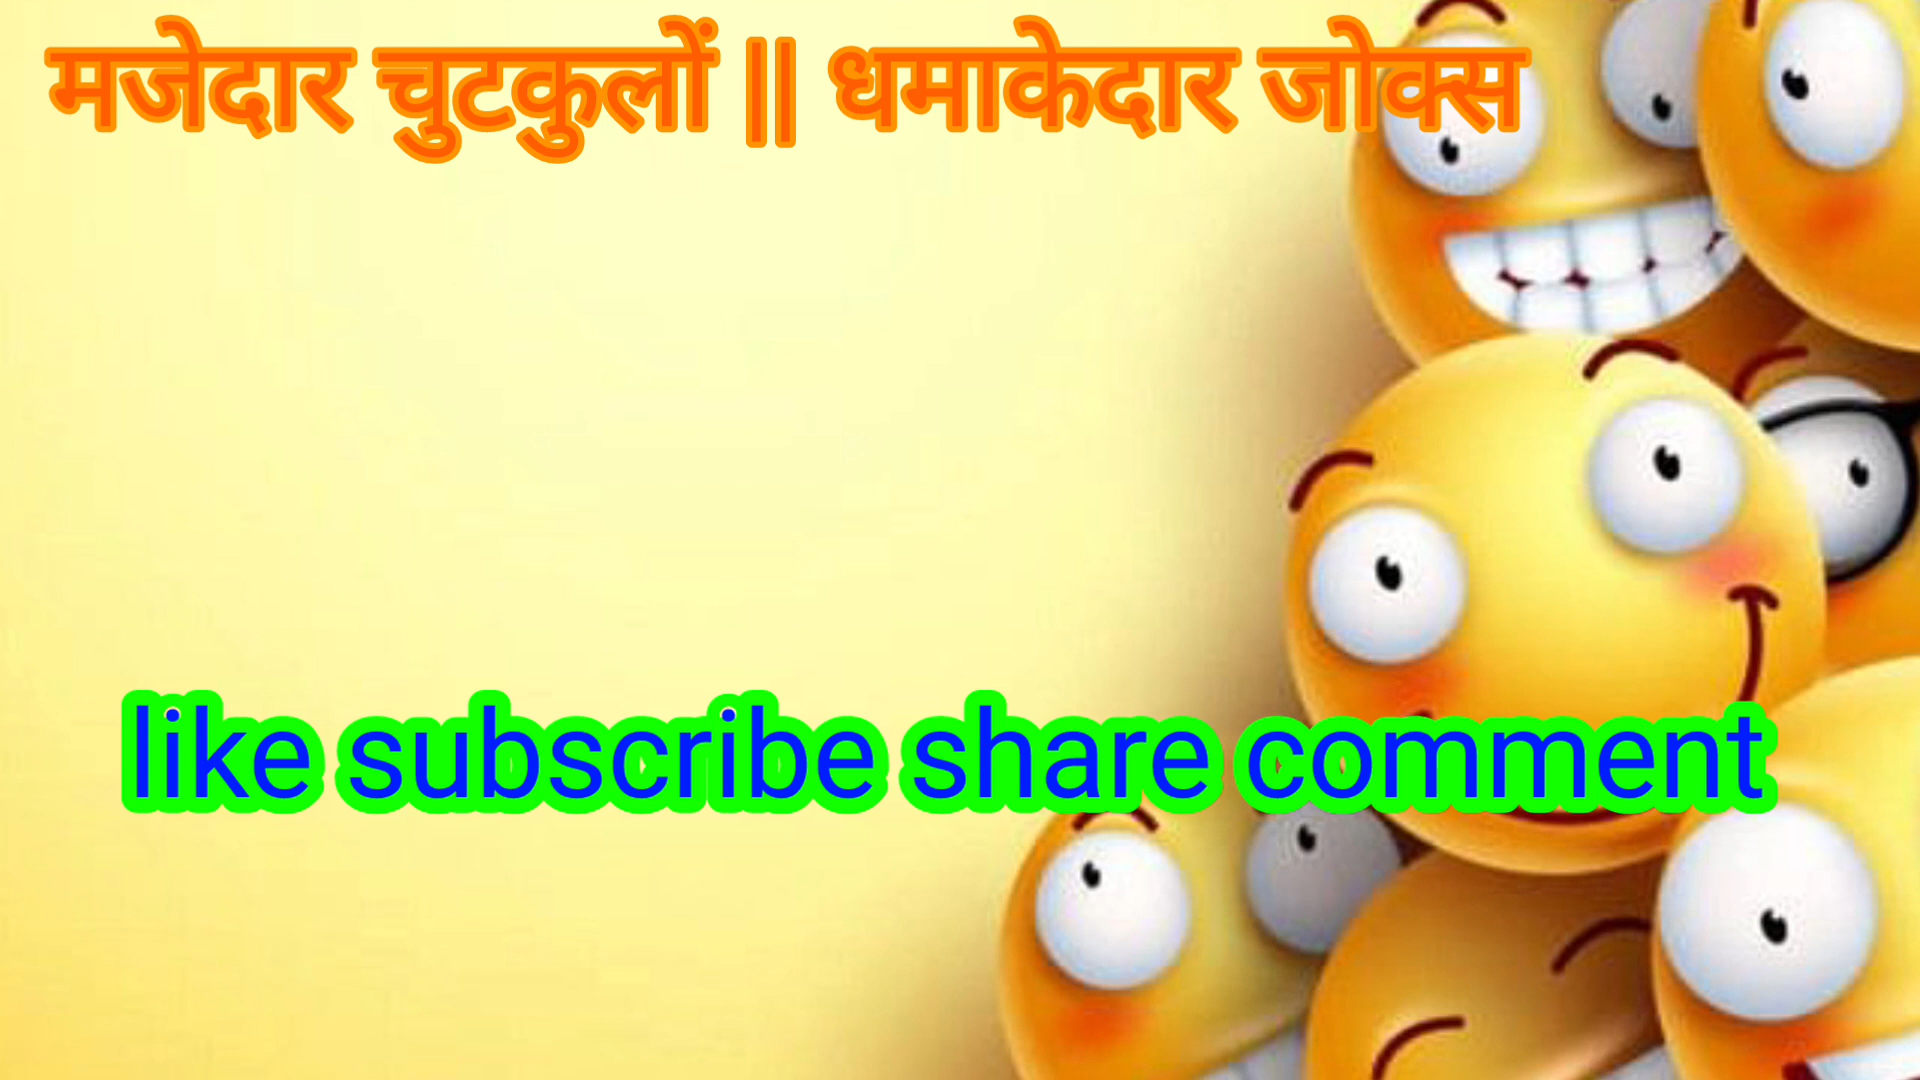 मजेदार चुटकुलों || धमाकेदार जोक्स
like subscribe share comment